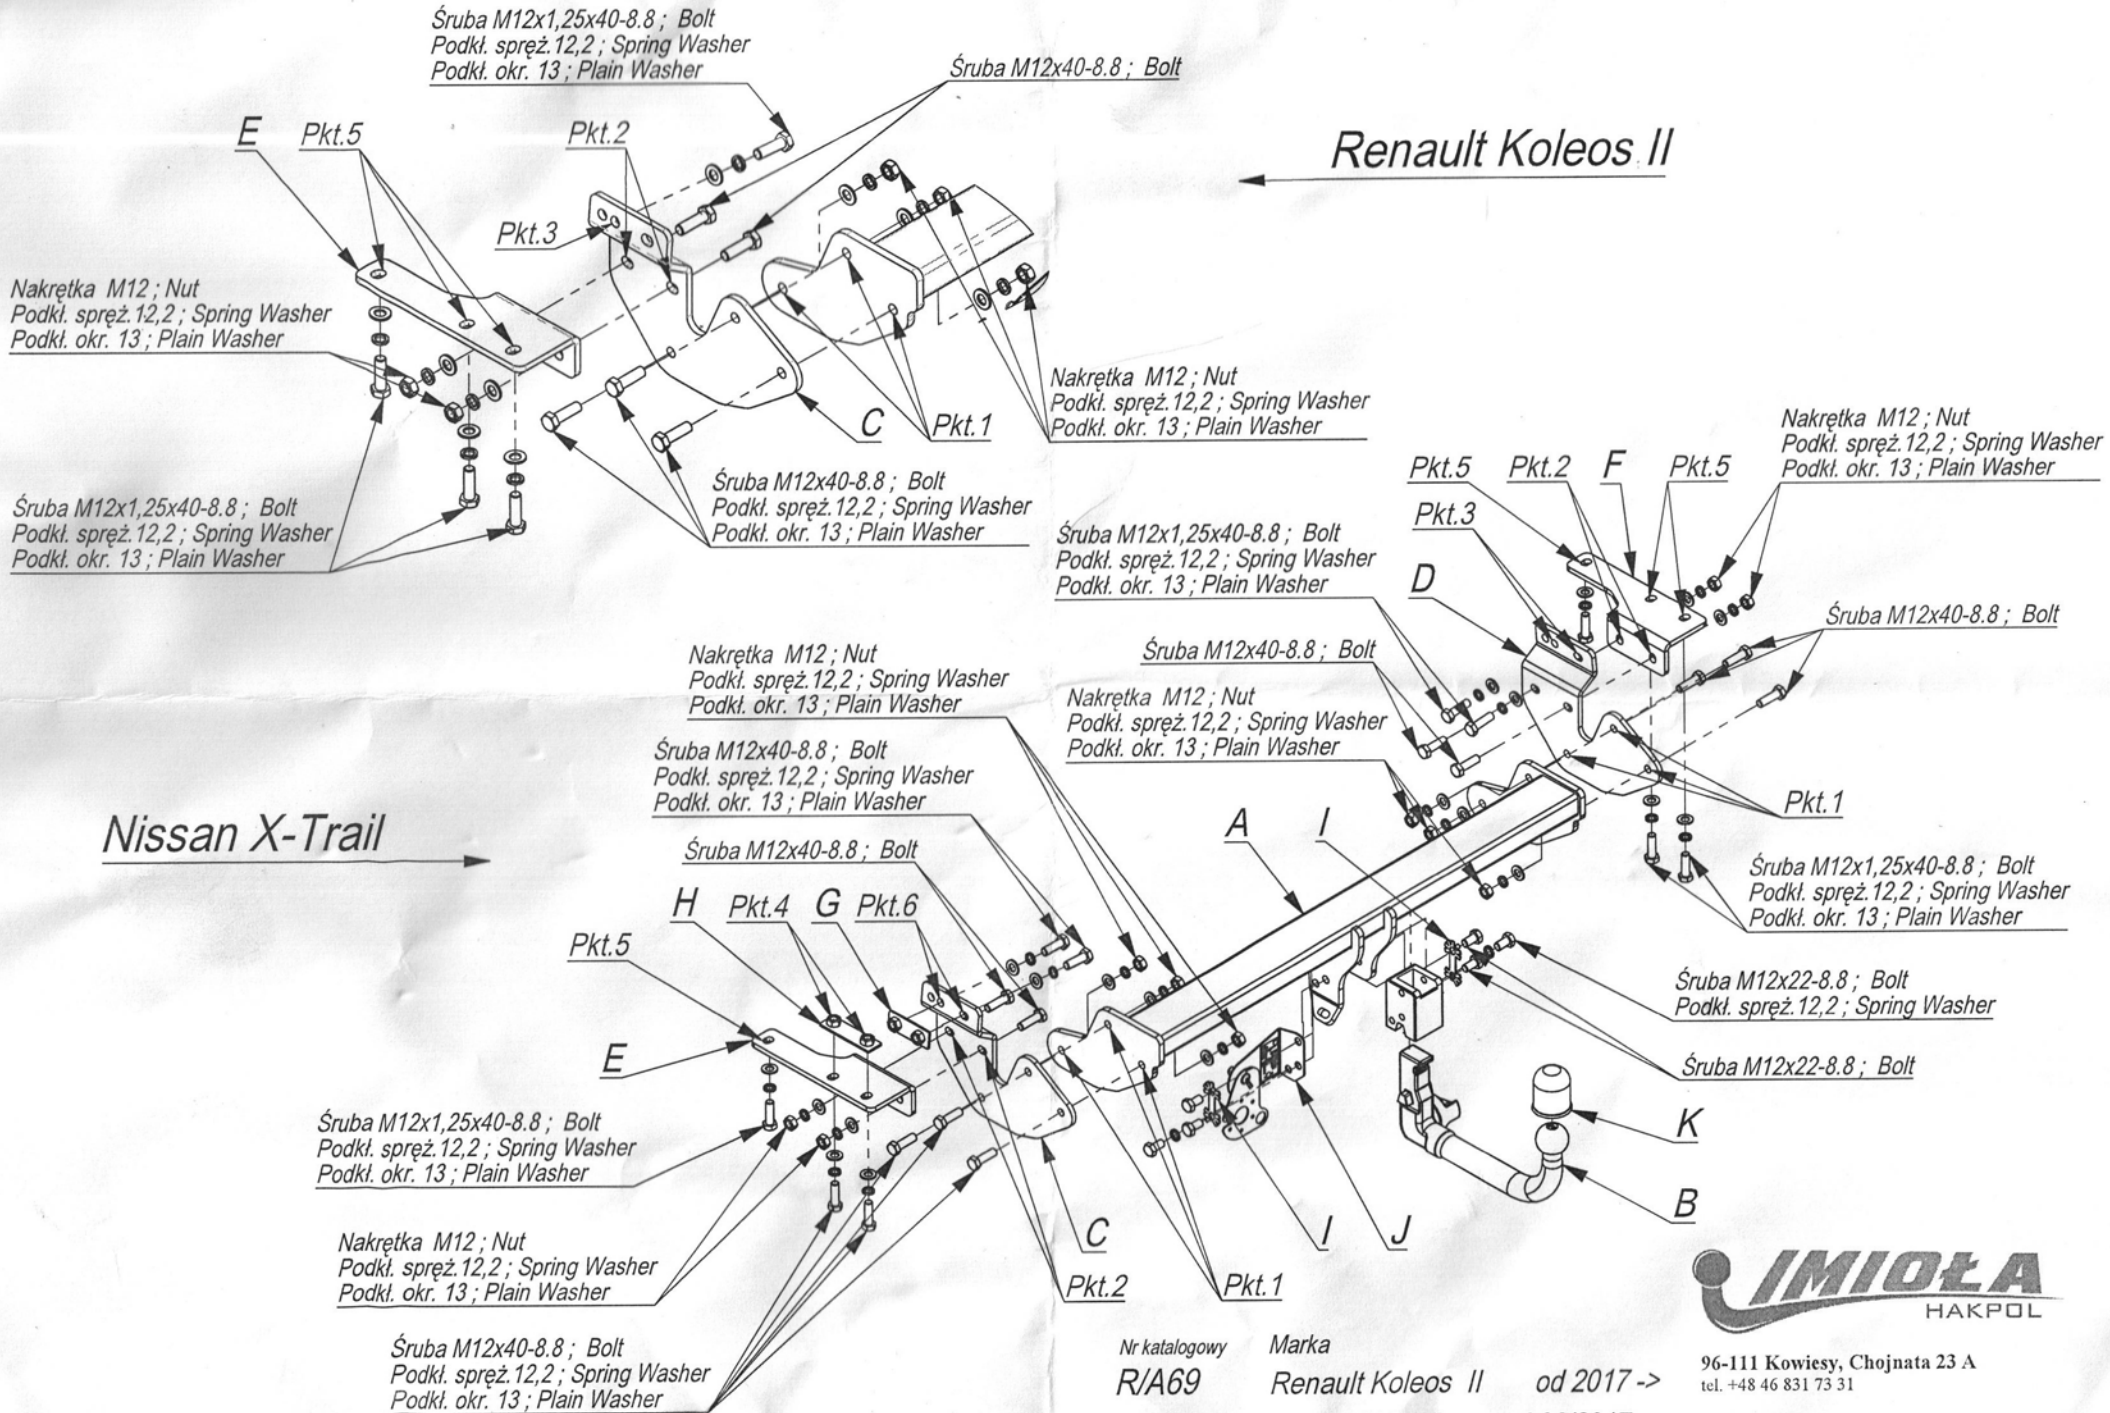 Śruba M12x1,25x40-8.8 ; Bolt
Podkł. spręż.12,2 ; Spring Washer
Podkł. okr. 13 ; Plain Washer
Śruba M12x40-8.8 ; Bolt
E
Pkt.5
Pkt.2
Renault Koleos II
Pkt.3
Nakrętka M12 ; Nut
Podkł. spręż.12,2 ; Spring Washer
Podkł. okr. 13 ; Plain Washer
C
Pkt.1
Nakrętka M12 ; Nut
Podkł. spręż.12,2 ; Spring Washer
Podkł. okr. 13 ; Plain Washer
Śruba M12x40-8.8 ; Bolt
Podkł. spręż.12,2 ; Spring Washer
Podkł. okr. 13 ; Plain Washer
Śruba M12x1,25x40-8.8 ; Bolt
Podkł. spręż.12,2 ; Spring Washer
Podkł. okr. 13 ; Plain Washer
Nakrętka M12 ; Nut
Podkł. spręż.12,2 ; Spring Washer
Podkł. okr. 13 ; Plain Washer
Pkt.5
Pkt.2
F
Pkt.5
Pkt.3
Śruba M12x1,25x40-8.8 ; Bolt
Podkł. spręż.12,2 ; Spring Washer
Podkł. okr. 13 ; Plain Washer
D
Śruba M12x40-8.8 ; Bolt
Śruba M12x40-8.8 ; Bolt
Nakrętka M12 ; Nut
Podkł. spręż.12,2 ; Spring Washer
Podkł. okr. 13 ; Plain Washer
Nakrętka M12 ; Nut
Podkł. spręż.12,2 ; Spring Washer
Podkł. okr. 13 ; Plain Washer
Śruba M12x40-8.8 ; Bolt
Podkł. spręż.12,2 ; Spring Washer
Podkł. okr. 13 ; Plain Washer
Pkt.1
Nissan X-Trail
A
I
Śruba M12x40-8.8 ; Bolt
Śruba M12x1,25x40-8.8 ; Bolt
Podkł. spręż.12,2 ; Spring Washer
Podkł. okr. 13 ; Plain Washer
H
Pkt.4
G
Pkt.6
Pkt.5
Śruba M12x22-8.8 ; Bolt
Podkł. spręż.12,2 ; Spring Washer
E
Śruba M12x22-8.8 ; Bolt
Śruba M12x1,25x40-8.8 ; Bolt
Podkł. spręż.12,2 ; Spring Washer
Podkł. okr. 13 ; Plain Washer
K
B
C
I
J
Nakrętka M12 ; Nut
Podkł. spręż.12,2 ; Spring Washer
Podkł. okr. 13 ; Plain Washer
Pkt.2
Pkt.1
IMIOŁA
HAKPOL
Śruba M12x40-8.8 ; Bolt
Podkł. spręż.12,2 ; Spring Washer
Podkł. okr. 13 ; Plain Washer
Nr katalogowy
Marka
R/A69
Renault Koleos II
od 2017 ->
96-111 Kowiesy, Chojnata 23 A
tel. +48 46 831 73 31